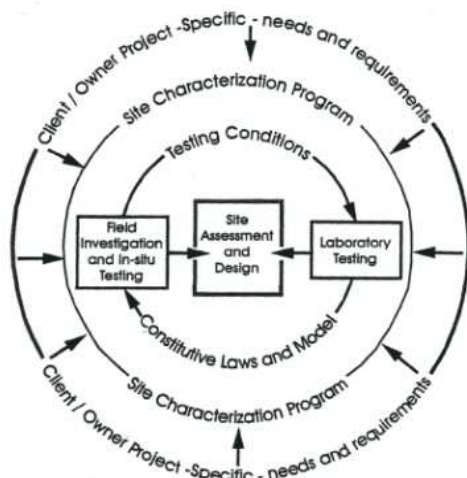 Client / Owner Project -Specific - needs and requirements
Site Characterization Program
Testing Conditions
Field
Investigation
and In-situ
Testing
Site
Assessment
and
Design
Laboratory
Testing
Constitutive Laws and Model
Site Characterization Program
Client / Owner Project -Specific - needs and requirements